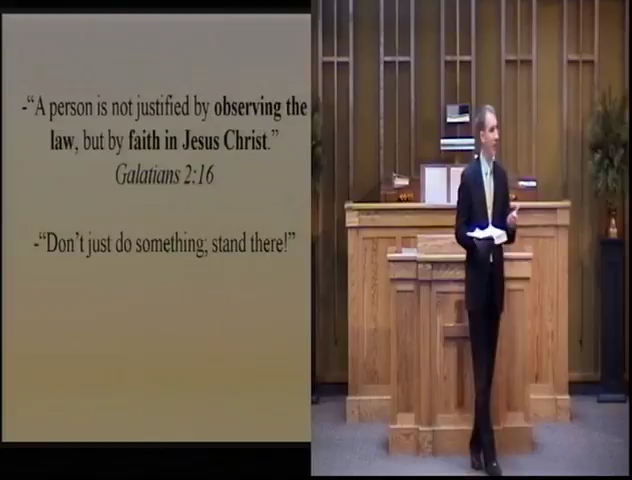 -“A person is not justified by observing the
law, but by faith in Jesus Christ.”
Galatians 2:16
-“Don’t just do something; stand there!”